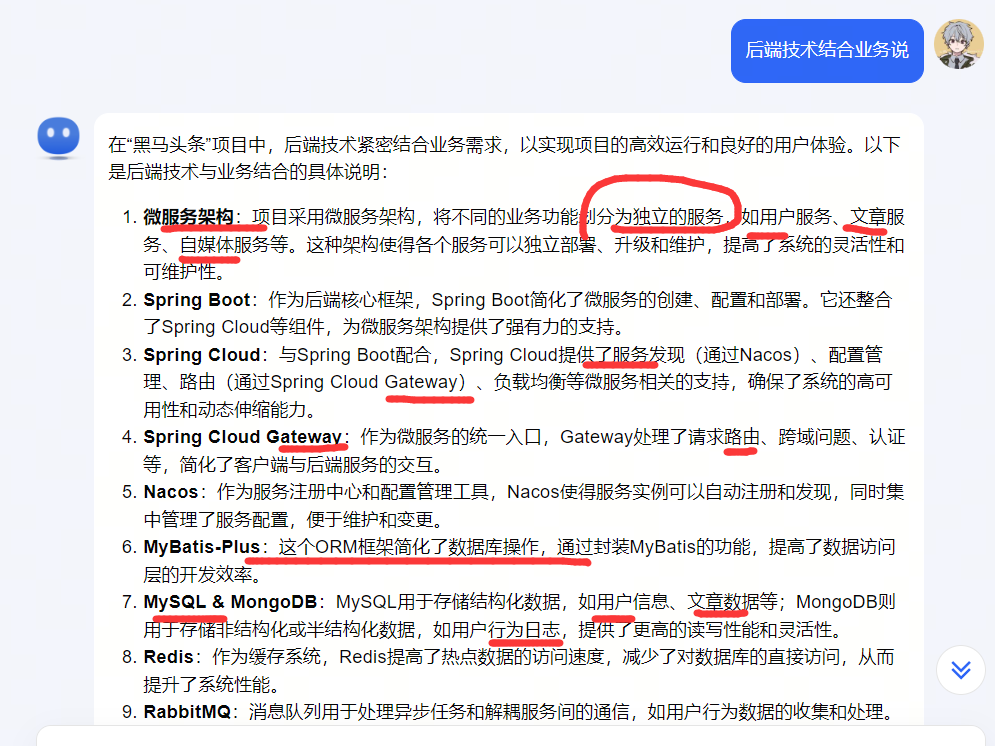 后端技术结合业务说
在“黑马头条”项目中，后端技术紧密结合业务需求，以实现项目的高效运行和良好的用户体验。以下
是后端技术与业务结合的具体说明：
1. 微服务架构：项目采用微服务架构，将不同的业务功能划分为独立的服务，如用户服务、文章服
务、自媒体服务等。这种架构使得各个服务可以独立部署、升级和维护，提高了系统的灵活性和
可维护性。
2. Spring Boot：作为后端核心框架，Spring Boot简化了微服务的创建、配置和部署。它还整合
了Spring Cloud等组件，为微服务架构提供了强有力的支持。
3. Spring Cloud：与Spring Boot配合，Spring Cloud提供了服务发现（通过Nacos）、配置管
理、路由（通过Spring Cloud Gateway）、负载均衡等微服务相关的支持，确保了系统的高可
用性和动态伸缩能力。
4. Spring Cloud Gateway：作为微服务的统一入口，Gateway处理了请求路由、跨域问题、认证
等，简化了客户端与后端服务的交互。
5. Nacos：作为服务注册中心和配置管理工具，Nacos使得服务实例可以自动注册和发现，同时集
中管理了服务配置，便于维护和变更。
6. MyBatis-Plus：这个ORM框架简化了数据库操作，通过封装MyBatis的功能，提高了数据访问
层的开发效率。
7. MySQL & MongoDB：MySQL用于存储结构化数据，如用户信息、文章数据等；MongoDB则
用于存储非结构化或半结构化数据，如用户行为日志，提供了更高的读写性能和灵活性。
8. Redis：作为缓存系统，Redis提高了热点数据的访问速度，减少了对数据库的直接访问，从而
提升了系统性能。
9. RabbitMQ：消息队列用于处理异步任务和解耦服务间的通信，如用户行为数据的收集和处理。